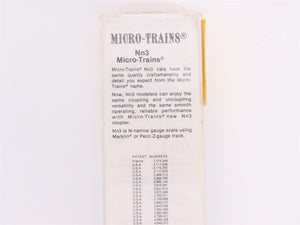 MICRO-TRAINS®
Nn3
Micro-Trains®
Micro-Trains® Nn3 cars have the
same quality craftsmanship, and
detail you expect from the Micro-
Trains® name.
Now, Nn3 modelers can enjoy the
same coupling and uncoupling
versatility and the same smooth
operating, reliable performance
with Micro-Trains® new Nn3
coupler.
Nn3 is N-narrow gauge scale using
Marklin® or Peco Z-gauge track.
PATENT NUMBERS
France
U.S.A.
U.S.A.
U.S.A.
U.S.A.
U.S.A.
U.S.A.
U.S.A.
U.S.A.
U.S.A.
U.S.A.
U.S.A.
U.S.A.